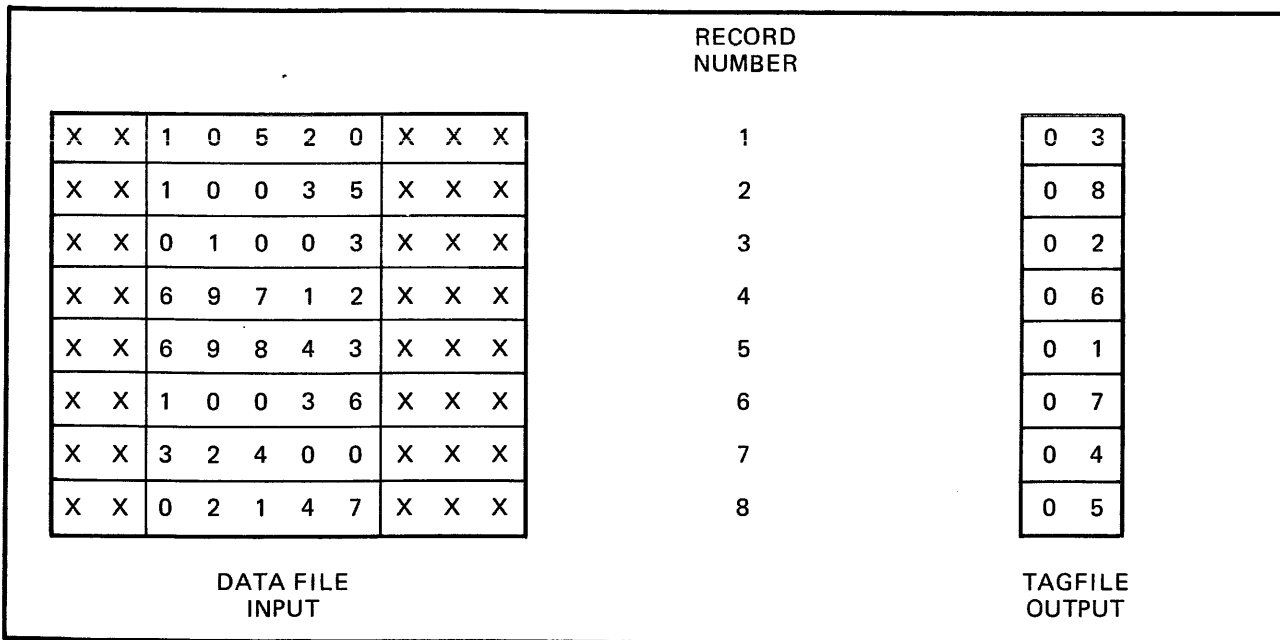 RECORD
NUMBER
X X 1 0 5 2 0 X X X 1 0 3
X X 1 0 0 3 5 X X X 2 0 8
X X 0 1 0 0 3 X X X 3 0 2
X X 6 9 7 1 2 X X X 4 0 6
X X 6 9 8 4 3 X X X 5 0 1
X X 1 0 0 3 6 X X X 6 0 7
X X 3 2 4 0 0 X X X 7 0 4
X X 0 2 1 4 7 X X X 8 0 5
DATA FILE
INPUT
TAGFILE
OUTPUT